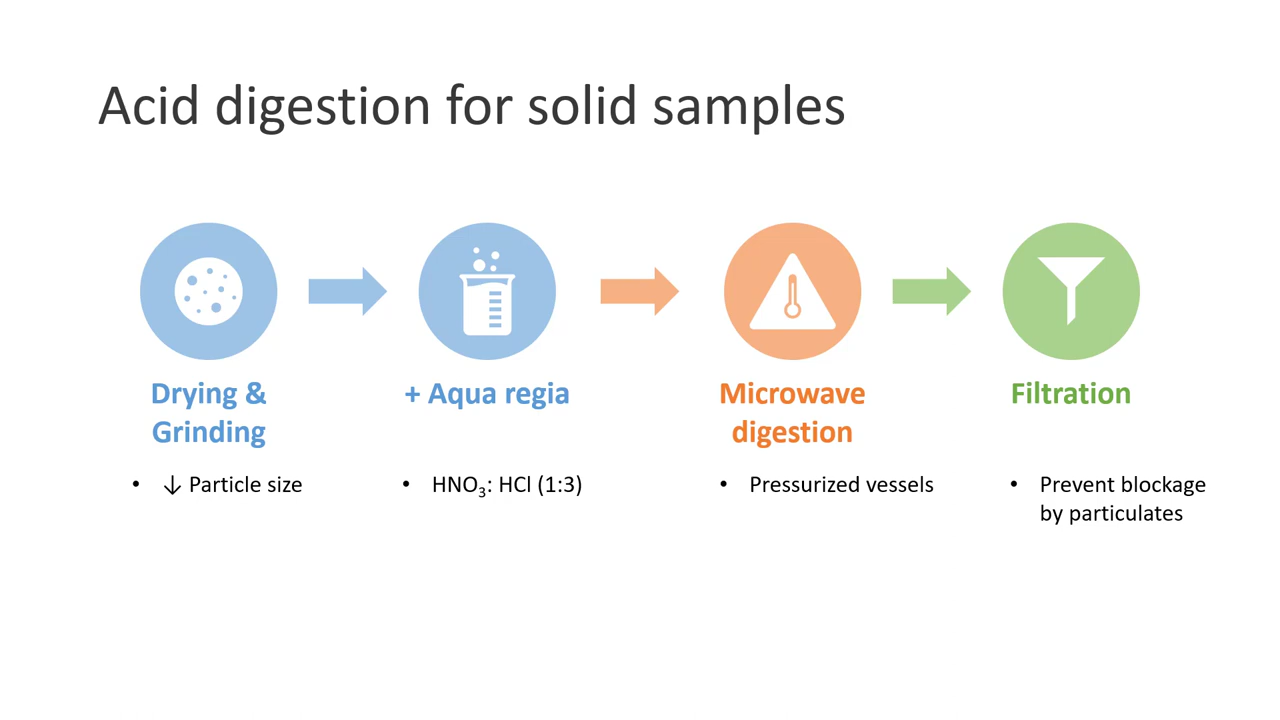 Acid digestion for solid samples
Drying &
Grinding
+ Aqua regia
Microwave
digestion
Filtration
• ↓ Particle size
• HNO₃: HCl (1:3)
• Pressurized vessels
• Prevent blockage
by particulates